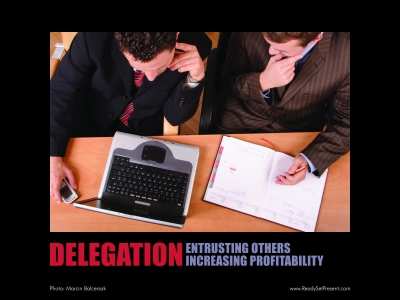 DELEGATION
ENTRUSTING OTHERS
INCREASING PROFITABILITY
Photo: Marcin Balcerzak
www.ReadySetPresent.com